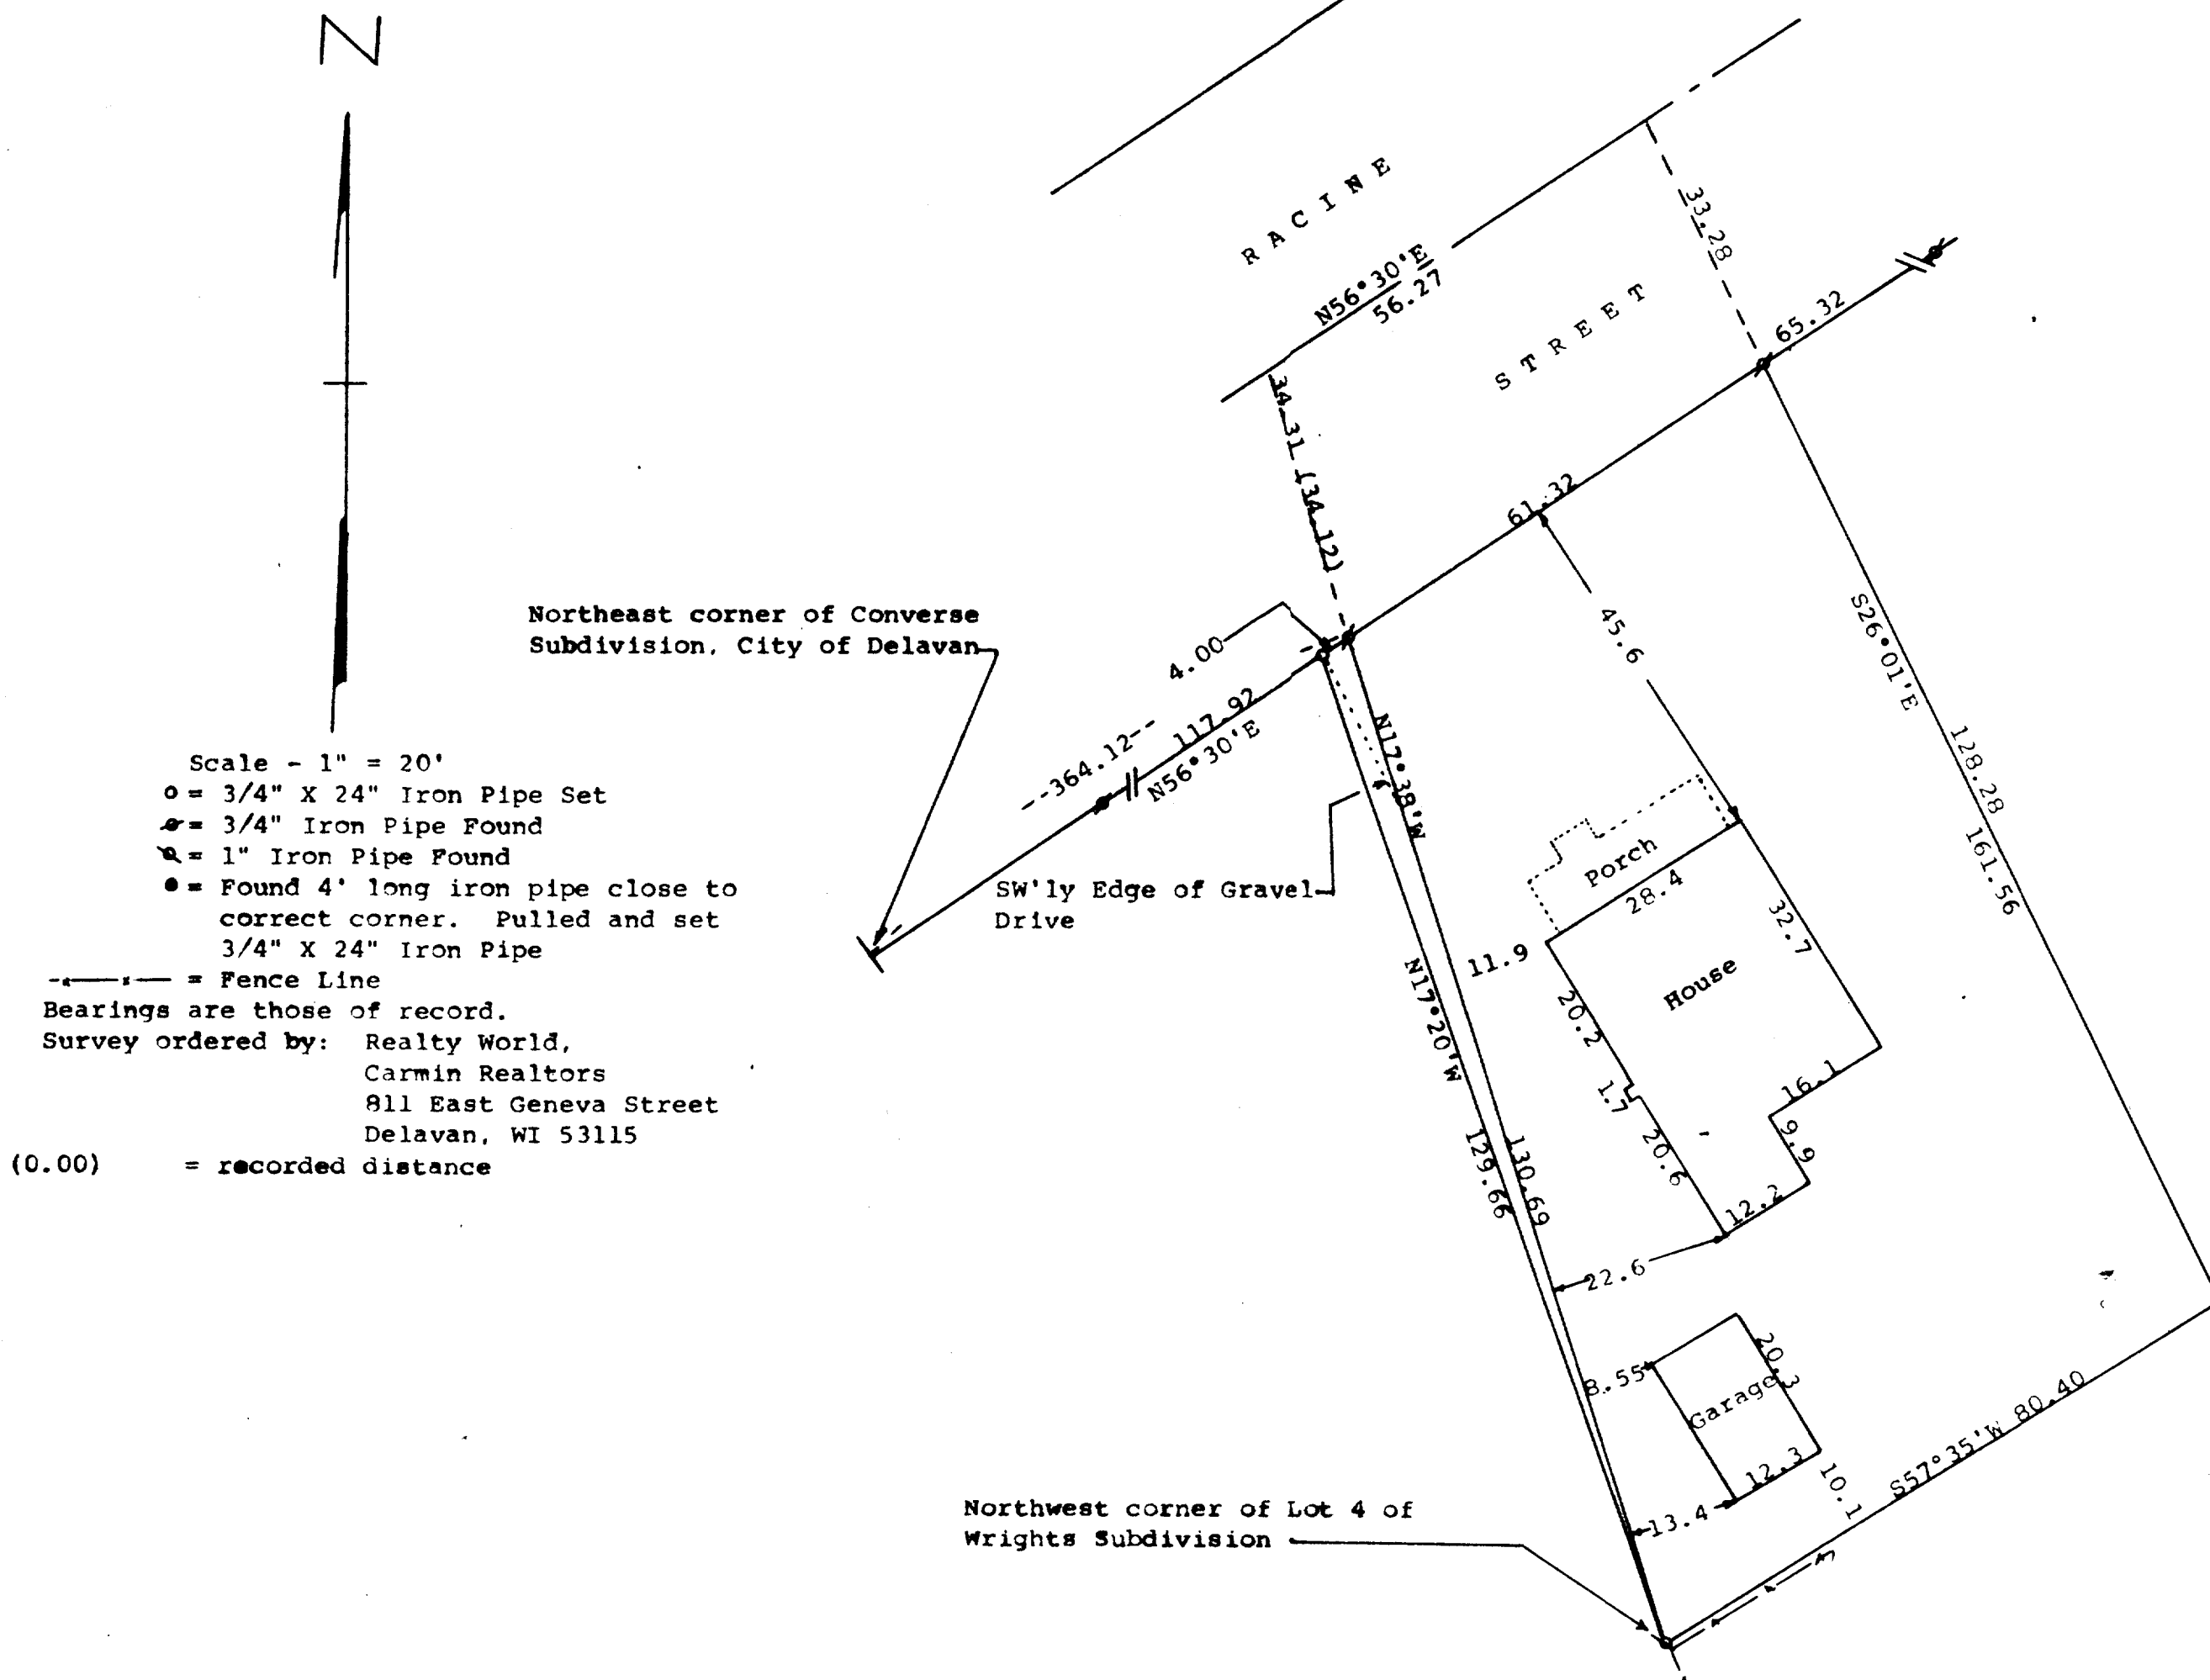 N
RACINE
STREET
N56°30'E
56.27
33.28
65.32
34.31 (34.12)
61.32
45.6
S26°01'E
128.28
161.56
Northeast corner of Converse
Subdivision, City of Delavan
4.00
--364.12--
117.92
N56°30'E
N17°38'W
SW'ly Edge of Gravel
Drive
Porch
28.4
32.7
11.9
House
20.2
1.7
20.6
16.1
9.9
12.2
N17°20'W
129.66
130.69
22.6
8.55
Garage
20.3
12.3
10.1
13.4
S57°35'W 80.40
Northwest corner of Lot 4 of
Wrights Subdivision
Scale - 1" = 20'
= 3/4" X 24" Iron Pipe Set
= 3/4" Iron Pipe Found
= 1" Iron Pipe Found
= Found 4' long iron pipe close to
correct corner. Pulled and set
3/4" X 24" Iron Pipe
= Fence Line
Bearings are those of record.
Survey ordered by: Realty World,
Carmin Realtors
811 East Geneva Street
Delavan, WI 53115
(0.00) = recorded distance